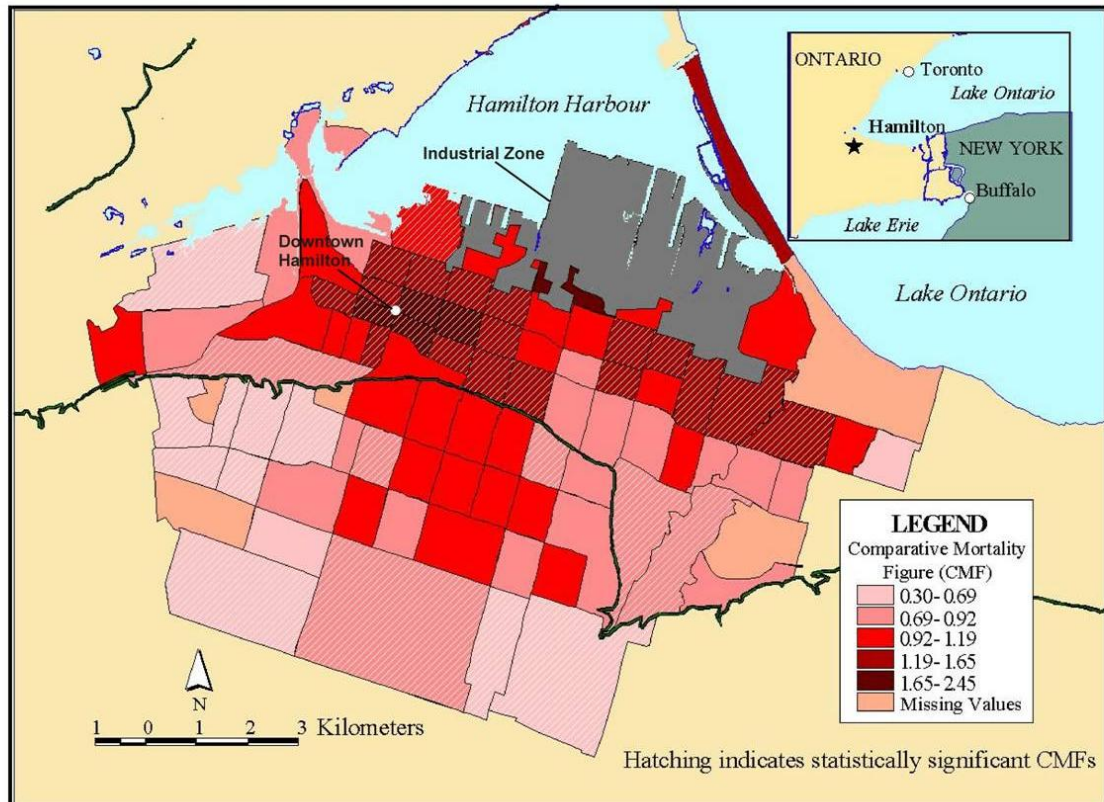 ONTARIO
Toronto
Lake Ontario
Hamilton
NEW YORK
Buffalo
Lake Erie
Hamilton Harbour
Industrial Zone
Downtown
Hamilton
Lake Ontario
LEGEND
Comparative Mortality
Figure (CMF)
0.30- 0.69
0.69- 0.92
0.92- 1.19
1.19- 1.65
1.65- 2.45
Missing Values
N
1 0 1 2 3 Kilometers
Hatching indicates statistically significant CMFs